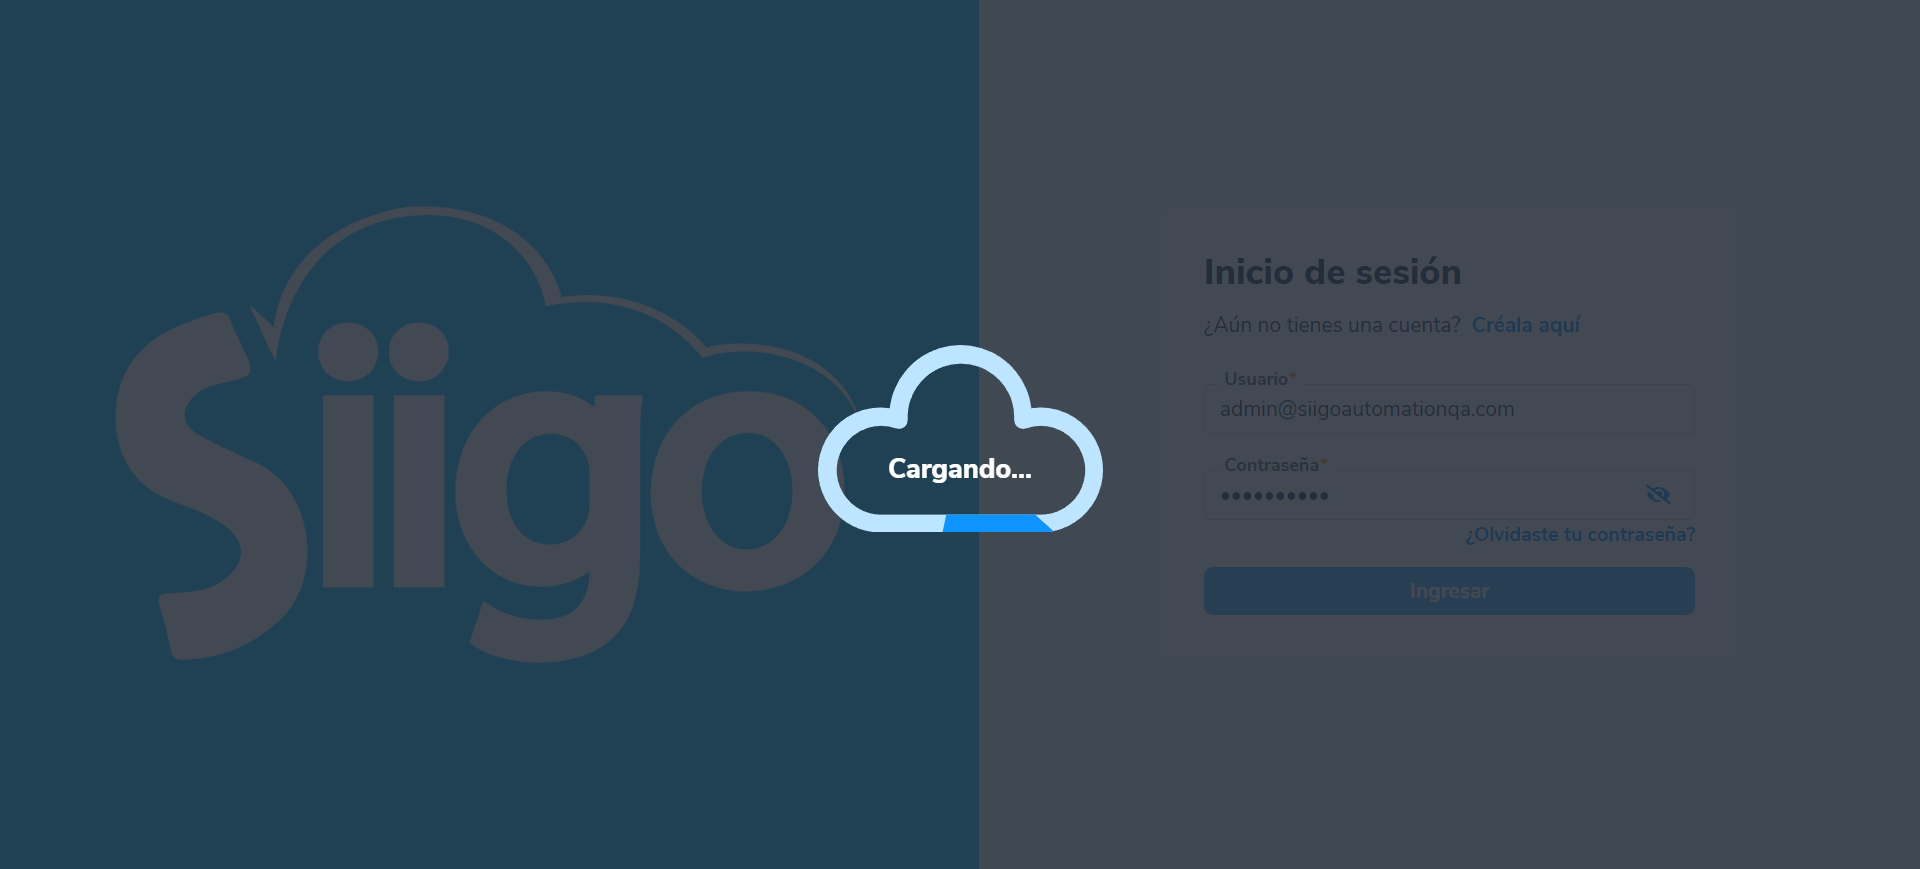 Siigo
Inicio de sesión
¿Aún no tienes una cuenta? Créala aquí
Usuario*
admin@siigoautomationqa.com
Contraseña*
••••••••••
¿Olvidaste tu contraseña?
Ingresar
Cargando...